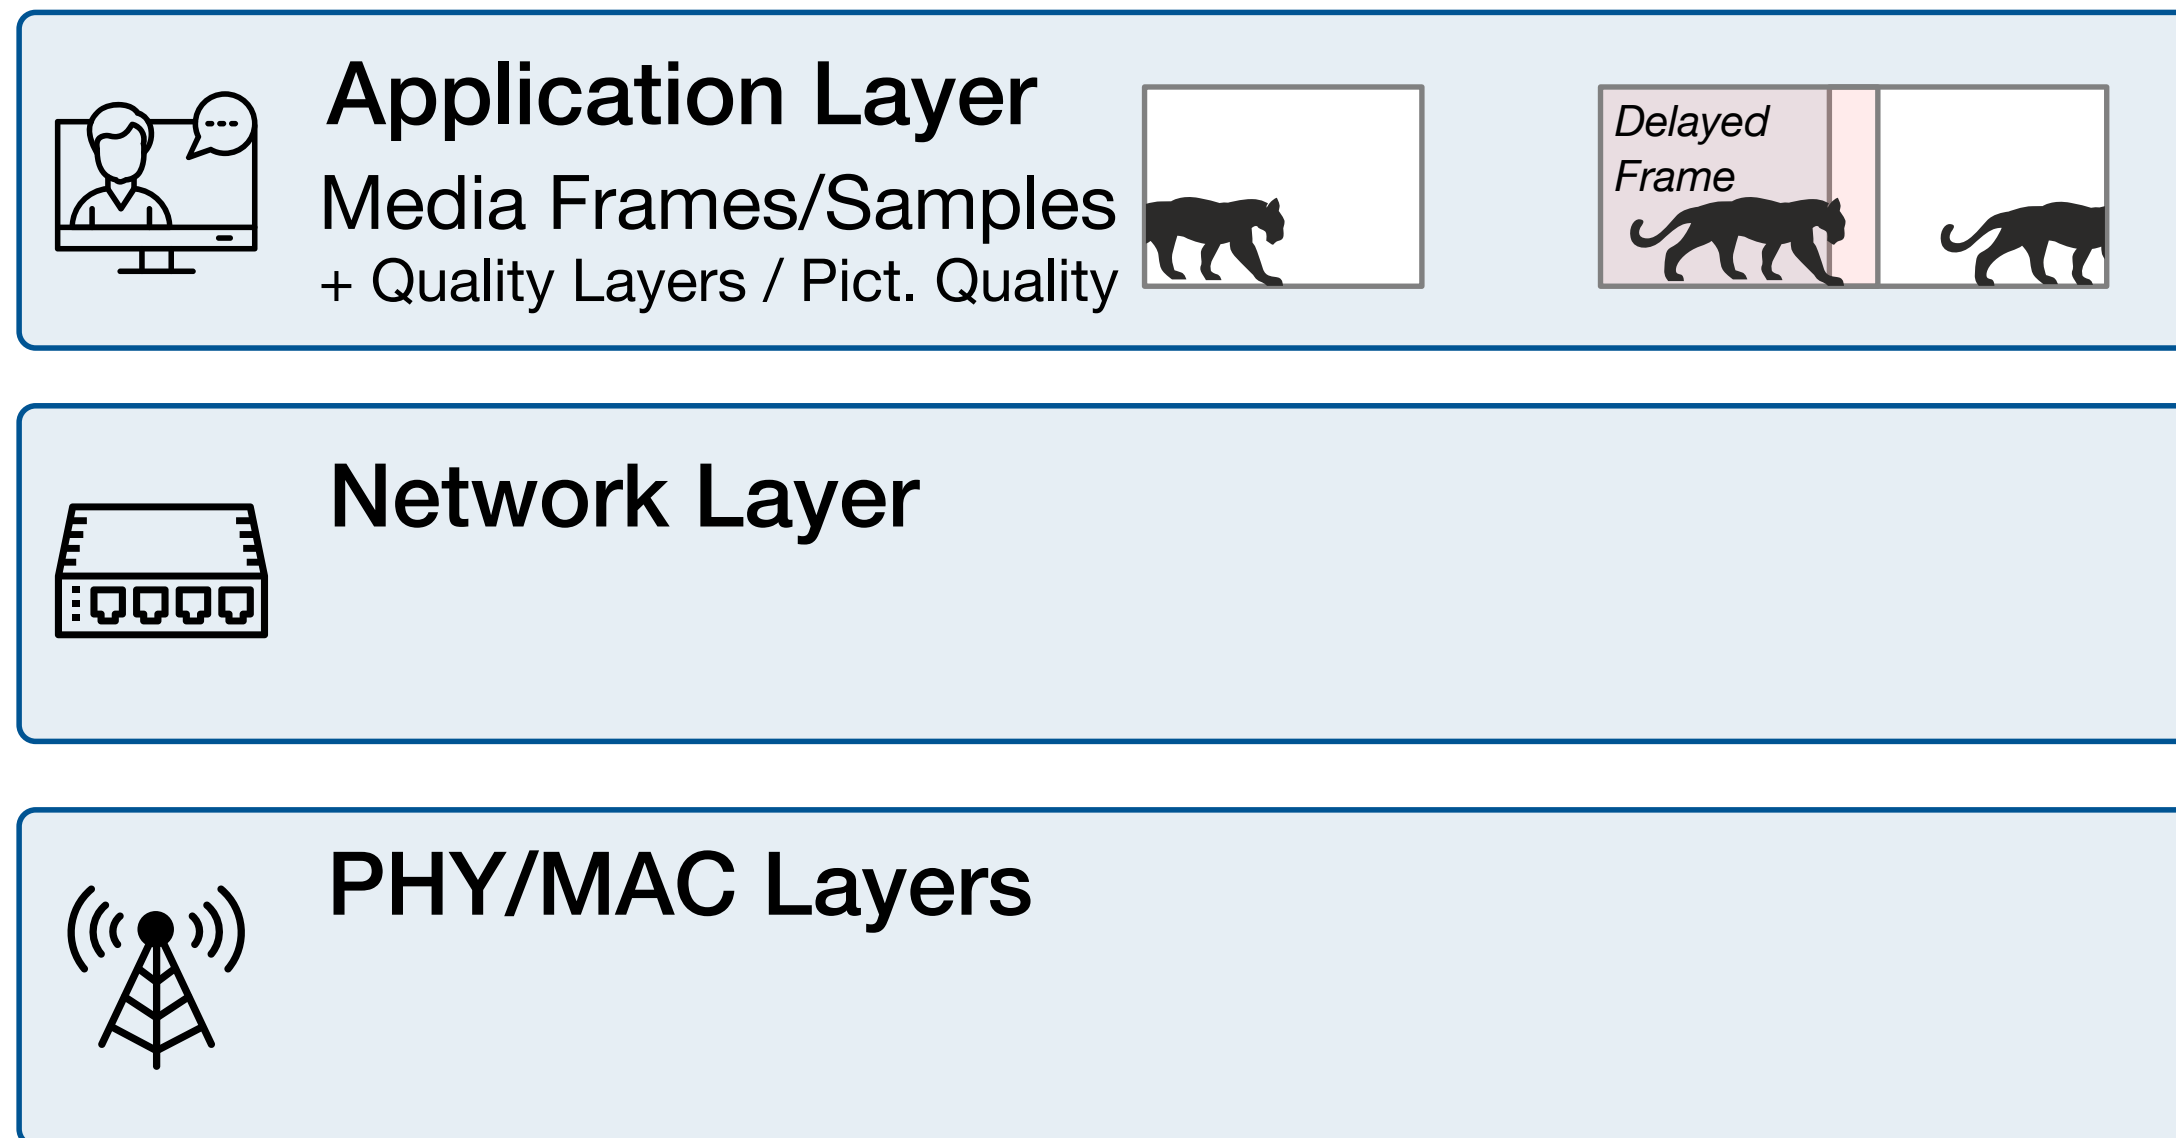 Application Layer
Media Frames/Samples
+ Quality Layers / Pict. Quality
Delayed
Frame
Network Layer
PHY/MAC Layers